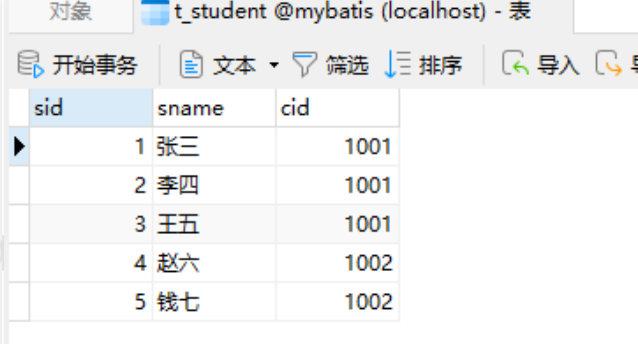 对象 t_student @mybatis (localhost) - 表
开始事务 文本 筛选 排序 导入
sid sname cid
1 张三 1001
2 李四 1001
3 王五 1001
4 赵六 1002
5 钱七 1002